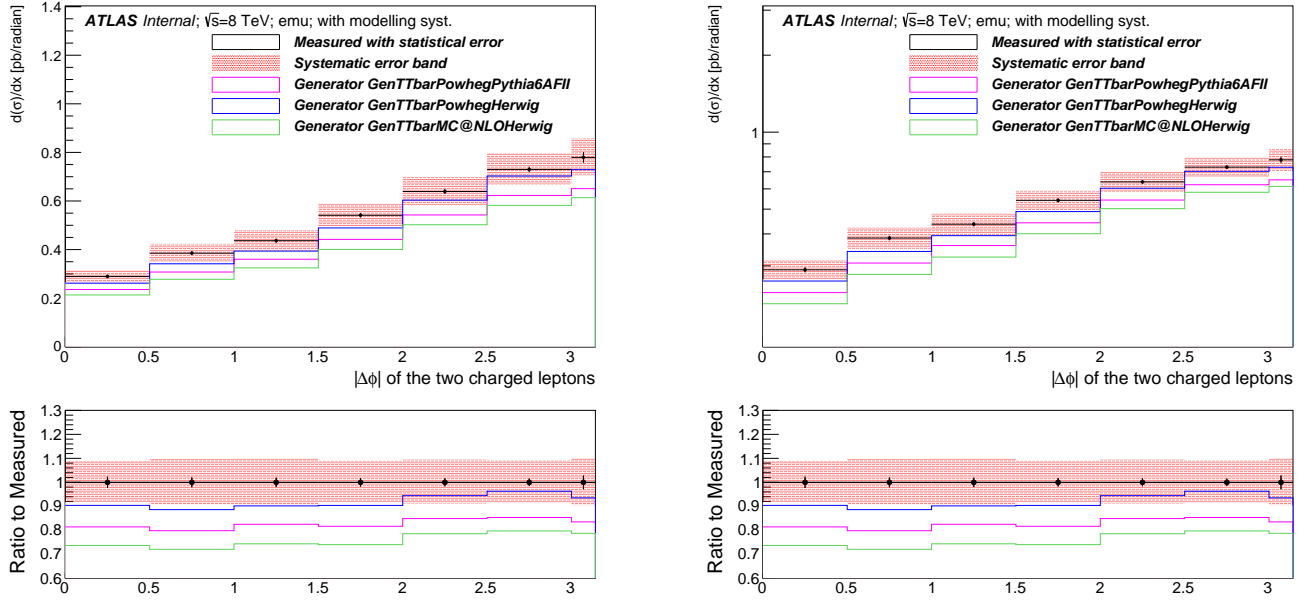 ATLAS Internal; √s=8 TeV; emu; with modelling syst.
Measured with statistical error
Systematic error band
Generator GenTTbarPowhegPythia6AFII
Generator GenTTbarPowhegHerwig
Generator GenTTbarMC@NLOHerwig
d(σ)/dx [pb/radian]
1.4
1.2
1
0.8
0.6
0.4
0.2
0
0 0.5 1 1.5 2 2.5 3
|Δϕ| of the two charged leptons
Ratio to Measured
1.3
1.2
1.1
1
0.9
0.8
0.7
0.6
0 0.5 1 1.5 2 2.5 3
ATLAS Internal; √s=8 TeV; emu; with modelling syst.
Measured with statistical error
Systematic error band
Generator GenTTbarPowhegPythia6AFII
Generator GenTTbarPowhegHerwig
Generator GenTTbarMC@NLOHerwig
d(σ)/dx [pb/radian]
1
0 0.5 1 1.5 2 2.5 3
|Δϕ| of the two charged leptons
Ratio to Measured
1.3
1.2
1.1
1
0.9
0.8
0.7
0.6
0 0.5 1 1.5 2 2.5 3